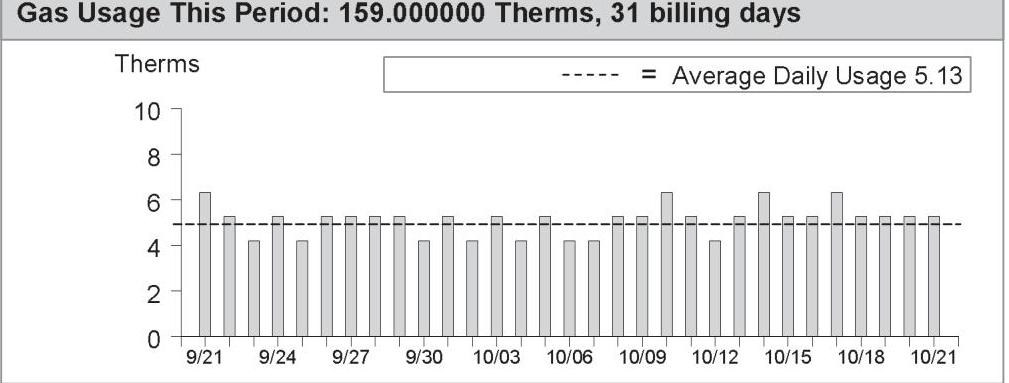 Gas Usage This Period: 159.000000 Therms, 31 billing days
Therms
----- = Average Daily Usage 5.13
10
8
6
4
2
0
9/21 9/24 9/27 9/30 10/03 10/06 10/09 10/12 10/15 10/18 10/21